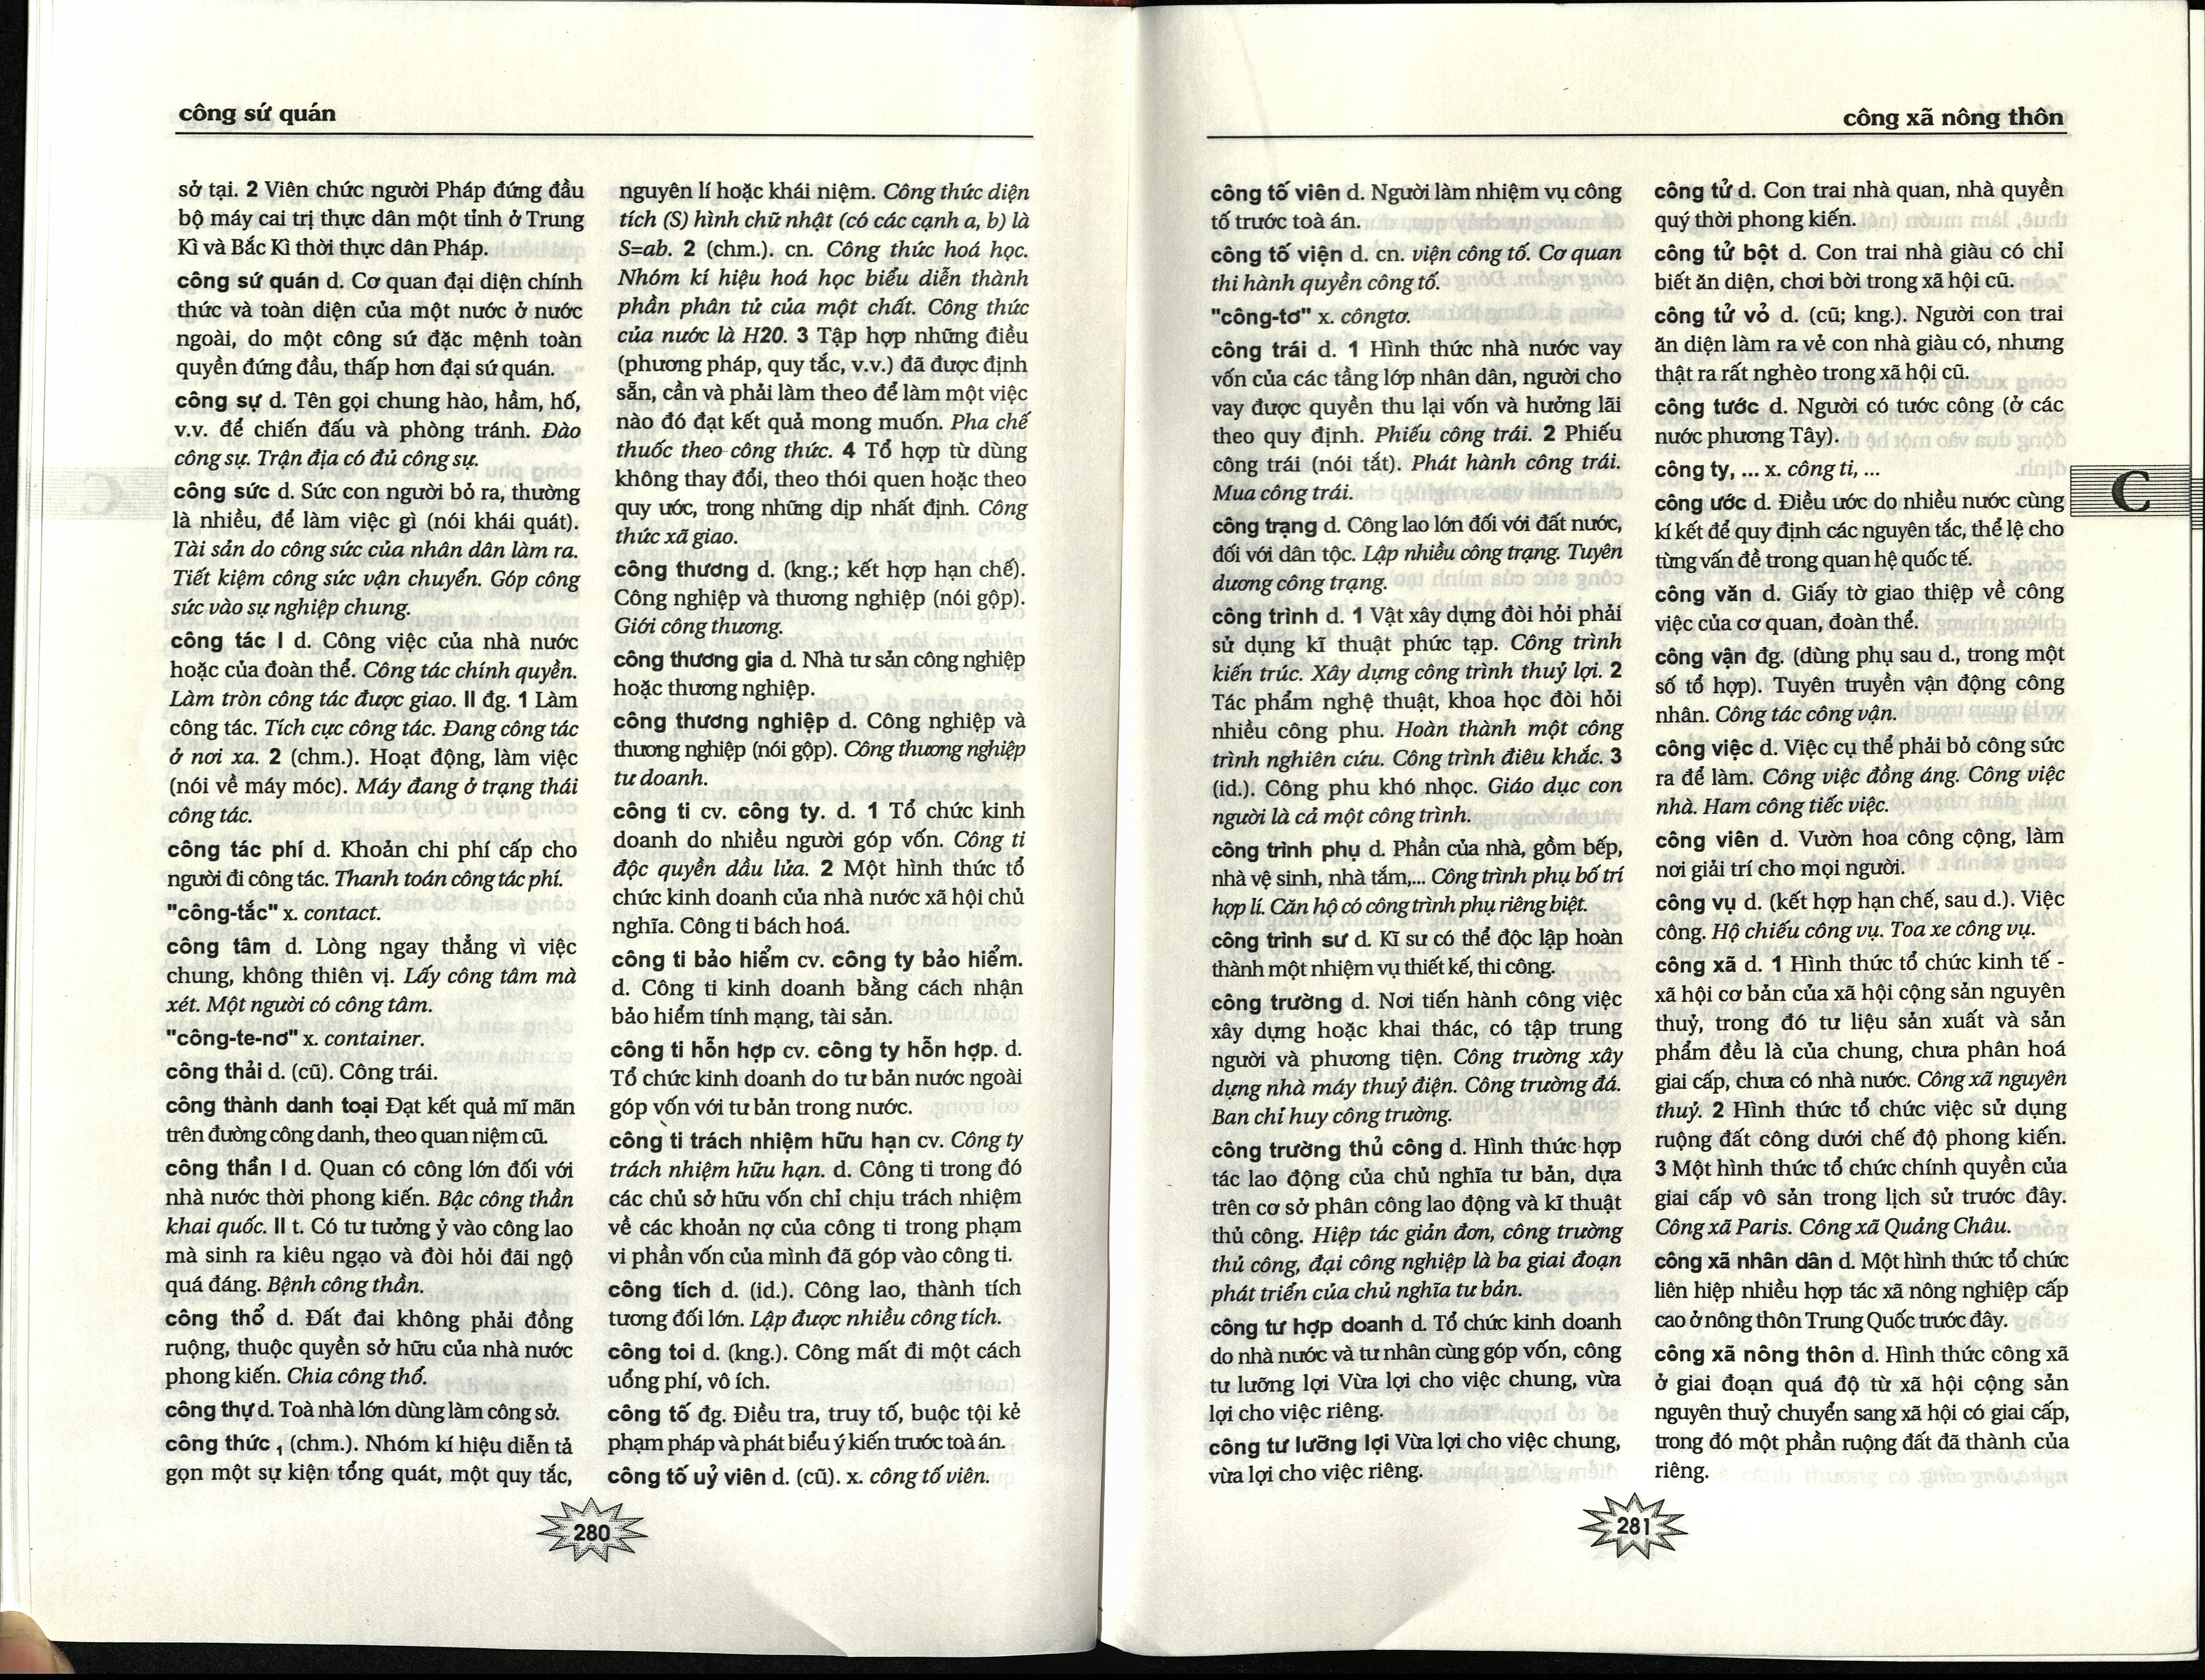 công sứ quán
sở tại. 2 Viên chức người Pháp đứng đầu
bộ máy cai trị thực dân một tỉnh ở Trung
Kì và Bắc Kì thời thực dân Pháp.
công sứ quán d. Cơ quan đại diện chính
thức và toàn diện của một nước ở nước
ngoài, do một công sứ đặc mệnh toàn
quyền đứng đầu, thấp hơn đại sứ quán.
công sự d. Tên gọi chung hào, hầm, hố,
v.v. để chiến đấu và phòng tránh. Đào
công sự. Trận địa có đủ công sự.
công sức d. Sức con người bỏ ra, thường
là nhiều, để làm việc gì (nói khái quát).
Tài sản do công sức của nhân dân làm ra.
Tiết kiệm công sức vận chuyển. Góp công
sức vào sự nghiệp chung.
công tác I d. Công việc của nhà nước
hoặc của đoàn thể. Công tác chính quyền.
Làm tròn công tác được giao. II đg. 1 Làm
công tác. Tích cực công tác. Đang công tác
ở nơi xa. 2 (chm.). Hoạt động, làm việc
(nói về máy móc). Máy đang ở trạng thái
công tác.
công tác phí d. Khoản chi phí cấp cho
người đi công tác. Thanh toán công tác phí.
"công-tắc" x. contact.
công tâm d. Lòng ngay thẳng vì việc
chung, không thiên vị. Lấy công tâm mà
xét. Một người có công tâm.
"công-te-nơ" x. container.
công thải d. (cũ). Công trái.
công thành danh toại Đạt kết quả mĩ mãn
trên đường công danh, theo quan niệm cũ.
công thần I d. Quan có công lớn đối với
nhà nước thời phong kiến. Bậc công thần
khai quốc. II t. Có tư tưởng ỷ vào công lao
mà sinh ra kiêu ngạo và đòi hỏi đãi ngộ
quá đáng. Bệnh công thần.
công thổ d. Đất đai không phải đồng
ruộng, thuộc quyền sở hữu của nhà nước
phong kiến. Chia công thổ.
công thự d. Toà nhà lớn dùng làm công sở.
công thức 1 (chm.). Nhóm kí hiệu diễn tả
gọn một sự kiện tổng quát, một quy tắc,
nguyên lí hoặc khái niệm. Công thức diện
tích (S) hình chữ nhật (có các cạnh a, b) là
S=ab. 2 (chm.). cn. Công thức hoá học.
Nhóm kí hiệu hoá học biểu diễn thành
phần phân tử của một chất. Công thức
của nước là H20. 3 Tập hợp những điều
(phương pháp, quy tắc, v.v.) đã được định
sẵn, cần và phải làm theo để làm một việc
nào đó đạt kết quả mong muốn. Pha chế
thuốc theo công thức. 4 Tổ hợp từ dùng
không thay đổi, theo thói quen hoặc theo
quy ước, trong những dịp nhất định. Công
thức xã giao.
công thương d. (kng.; kết hợp hạn chế).
Công nghiệp và thương nghiệp (nói gộp).
Giới công thương.
công thương gia d. Nhà tư sản công nghiệp
hoặc thương nghiệp.
công thương nghiệp d. Công nghiệp và
thương nghiệp (nói gộp). Công thương nghiệp
tư doanh.
công ti cv. công ty. d. 1 Tổ chức kinh
doanh do nhiều người góp vốn. Công ti
độc quyền dầu lửa. 2 Một hình thức tổ
chức kinh doanh của nhà nước xã hội chủ
nghĩa. Công ti bách hoá.
công ti bảo hiểm cv. công ty bảo hiểm.
d. Công ti kinh doanh bằng cách nhận
bảo hiểm tính mạng, tài sản.
công ti hỗn hợp cv. công ty hỗn hợp. d.
Tổ chức kinh doanh do tư bản nước ngoài
góp vốn với tư bản trong nước.
công ti trách nhiệm hữu hạn cv. Công ty
trách nhiệm hữu hạn. d. Công ti trong đó
các chủ sở hữu vốn chỉ chịu trách nhiệm
về các khoản nợ của công ti trong phạm
vi phần vốn của mình đã góp vào công ti.
công tích d. (id.). Công lao, thành tích
tương đối lớn. Lập được nhiều công tích.
công toi d. (kng.). Công mất đi một cách
uổng phí, vô ích.
công tố đg. Điều tra, truy tố, buộc tội kẻ
phạm pháp và phát biểu ý kiến trước toà án.
công tố uỷ viên d. (cũ). x. công tố viên.
280
công xã nông thôn
công tố viên d. Người làm nhiệm vụ công
tố trước toà án.
công tố viện d. cn. viện công tố. Cơ quan
thi hành quyền công tố.
"công-tơ" x. côngtơ.
công trái d. 1 Hình thức nhà nước vay
vốn của các tầng lớp nhân dân, người cho
vay được quyền thu lại vốn và hưởng lãi
theo quy định. Phiếu công trái. 2 Phiếu
công trái (nói tắt). Phát hành công trái.
Mua công trái.
công trạng d. Công lao lớn đối với đất nước,
đối với dân tộc. Lập nhiều công trạng. Tuyên
dương công trạng.
công trình d. 1 Vật xây dựng đòi hỏi phải
sử dụng kĩ thuật phức tạp. Công trình
kiến trúc. Xây dựng công trình thuỷ lợi. 2
Tác phẩm nghệ thuật, khoa học đòi hỏi
nhiều công phu. Hoàn thành một công
trình nghiên cứu. Công trình điêu khắc. 3
(id.). Công phu khó nhọc. Giáo dục con
người là cả một công trình.
công trình phụ d. Phần của nhà, gồm bếp,
nhà vệ sinh, nhà tắm,... Công trình phụ bố trí
hợp lí. Căn hộ có công trình phụ riêng biệt.
công trình sư d. Kĩ sư có thể độc lập hoàn
thành một nhiệm vụ thiết kế, thi công.
công trường d. Nơi tiến hành công việc
xây dựng hoặc khai thác, có tập trung
người và phương tiện. Công trường xây
dựng nhà máy thuỷ điện. Công trường đá.
Ban chỉ huy công trường.
công trường thủ công d. Hình thức hợp
tác lao động của chủ nghĩa tư bản, dựa
trên cơ sở phân công lao động và kĩ thuật
thủ công. Hiệp tác giản đơn, công trường
thủ công, đại công nghiệp là ba giai đoạn
phát triển của chủ nghĩa tư bản.
công tư hợp doanh d. Tổ chức kinh doanh
do nhà nước và tư nhân cùng góp vốn, công
tư lưỡng lợi Vừa lợi cho việc chung, vừa
lợi cho việc riêng.
công tư lưỡng lợi Vừa lợi cho việc chung,
vừa lợi cho việc riêng.
công tử d. Con trai nhà quan, nhà quyền
quý thời phong kiến.
công tử bột d. Con trai nhà giàu có chỉ
biết ăn diện, chơi bời trong xã hội cũ.
công tử vỏ d. (cũ; kng.). Người con trai
ăn diện làm ra vẻ con nhà giàu có, nhưng
thật ra rất nghèo trong xã hội cũ.
công tước d. Người có tước công (ở các
nước phương Tây).
công ty, ... x. công ti, ...
công ước d. Điều ước do nhiều nước cùng
kí kết để quy định các nguyên tắc, thể lệ cho
từng vấn đề trong quan hệ quốc tế.
công văn d. Giấy tờ giao thiệp về công
việc của cơ quan, đoàn thể.
công vận đg. (dùng phụ sau d., trong một
số tổ hợp). Tuyên truyền vận động công
nhân. Công tác công vận.
công việc d. Việc cụ thể phải bỏ công sức
ra để làm. Công việc đồng áng. Công việc
nhà. Ham công tiếc việc.
công viên d. Vườn hoa công cộng, làm
nơi giải trí cho mọi người.
công vụ d. (kết hợp hạn chế, sau d.). Việc
công. Hộ chiếu công vụ. Toa xe công vụ.
công xã d. 1 Hình thức tổ chức kinh tế -
xã hội cơ bản của xã hội cộng sản nguyên
thuỷ, trong đó tư liệu sản xuất và sản
phẩm đều là của chung, chưa phân hoá
giai cấp, chưa có nhà nước. Công xã nguyên
thuỷ. 2 Hình thức tổ chức việc sử dụng
ruộng đất công dưới chế độ phong kiến.
3 Một hình thức tổ chức chính quyền của
giai cấp vô sản trong lịch sử trước đây.
Công xã Paris. Công xã Quảng Châu.
công xã nhân dân d. Một hình thức tổ chức
liên hiệp nhiều hợp tác xã nông nghiệp cấp
cao ở nông thôn Trung Quốc trước đây.
công xã nông thôn d. Hình thức công xã
ở giai đoạn quá độ từ xã hội cộng sản
nguyên thuỷ chuyển sang xã hội có giai cấp,
trong đó một phần ruộng đất đã thành của
riêng.
C
281